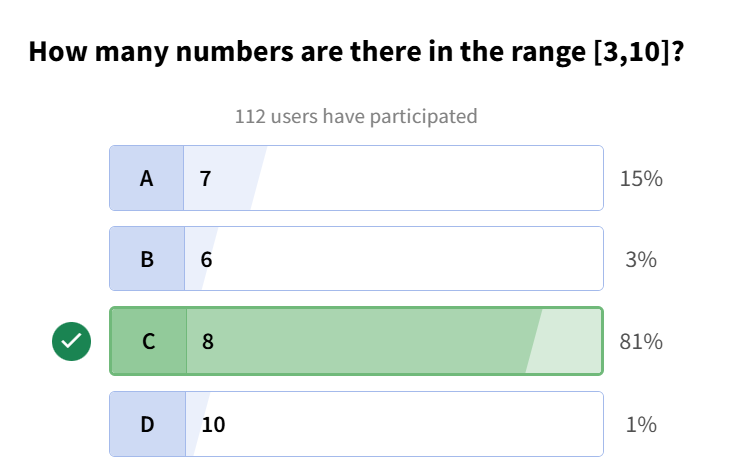 How many numbers are there in the range [3,10]?
112 users have participated
A 7 15%
B 6 3%
C 8 81%
D 10 1%